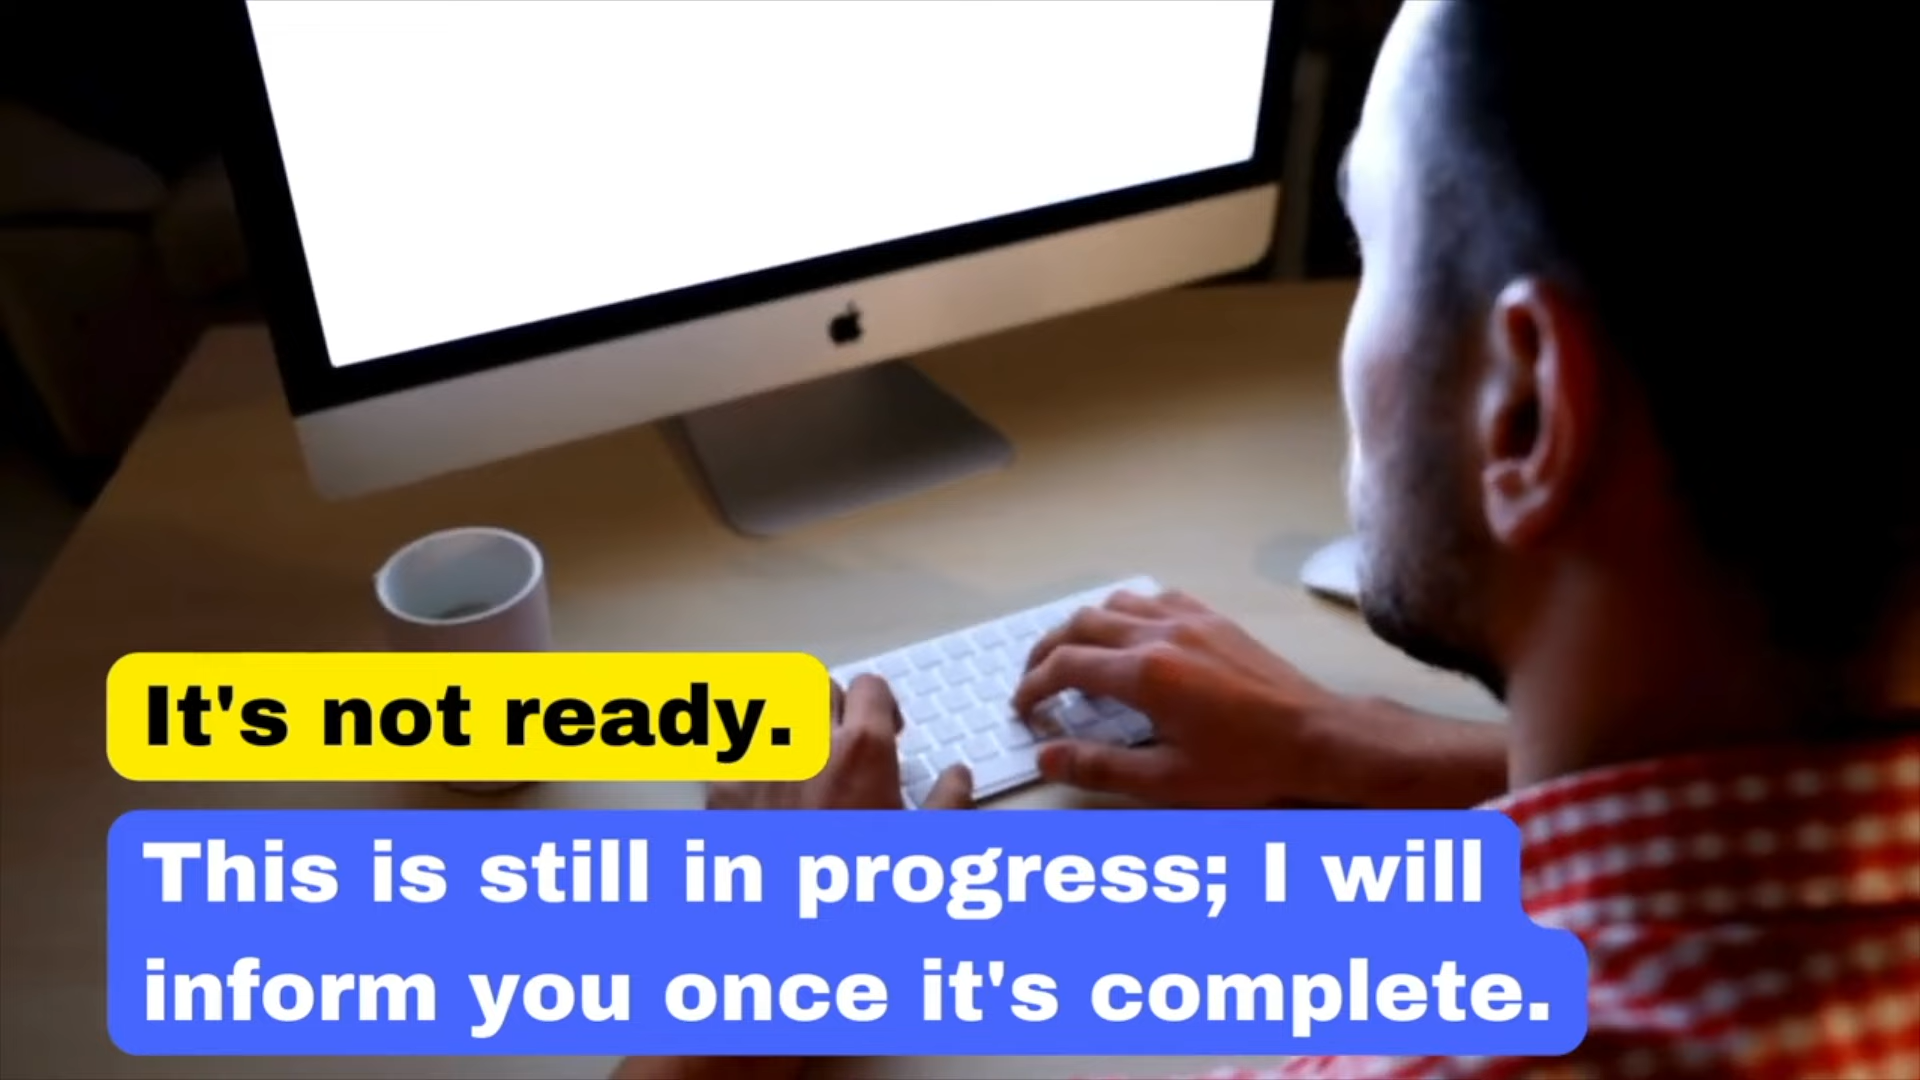 It's not ready.
This is still in progress; I will
inform you once it's complete.